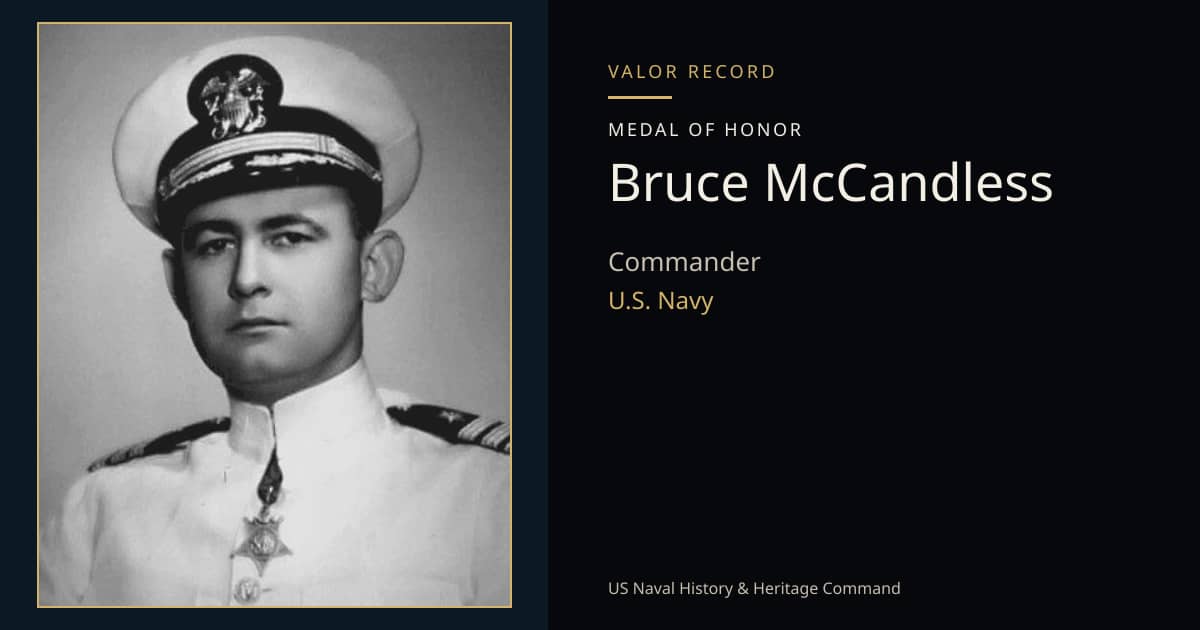 VALOR RECORD
MEDAL OF HONOR
Bruce McCandless
Commander
U.S. Navy
US Naval History & Heritage Command